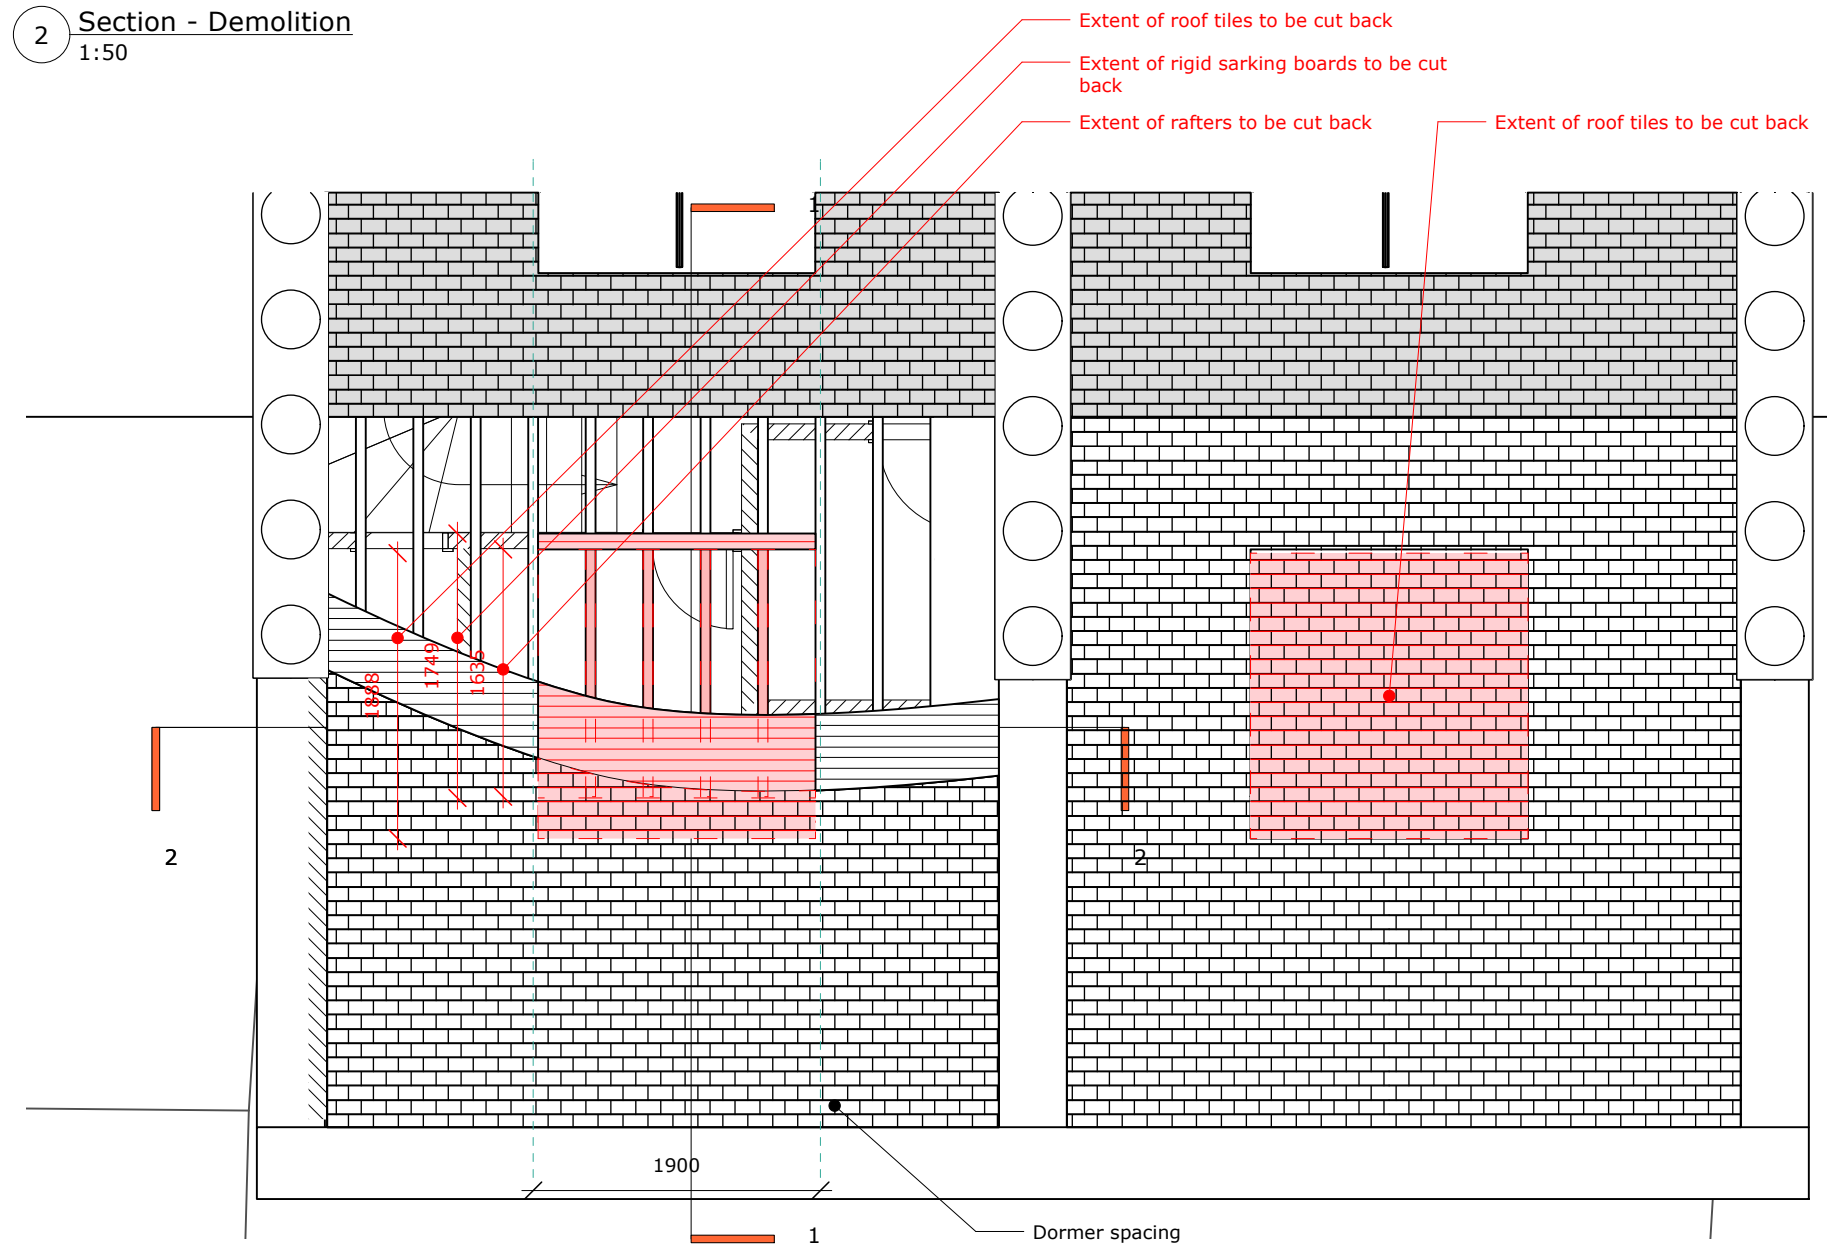 2 Section - Demolition
1:50
Extent of roof tiles to be cut back
Extent of rigid sarking boards to be cut
back
Extent of rafters to be cut back
Extent of roof tiles to be cut back
1
1888
1749
1635
2
2
1900
1
Dormer spacing